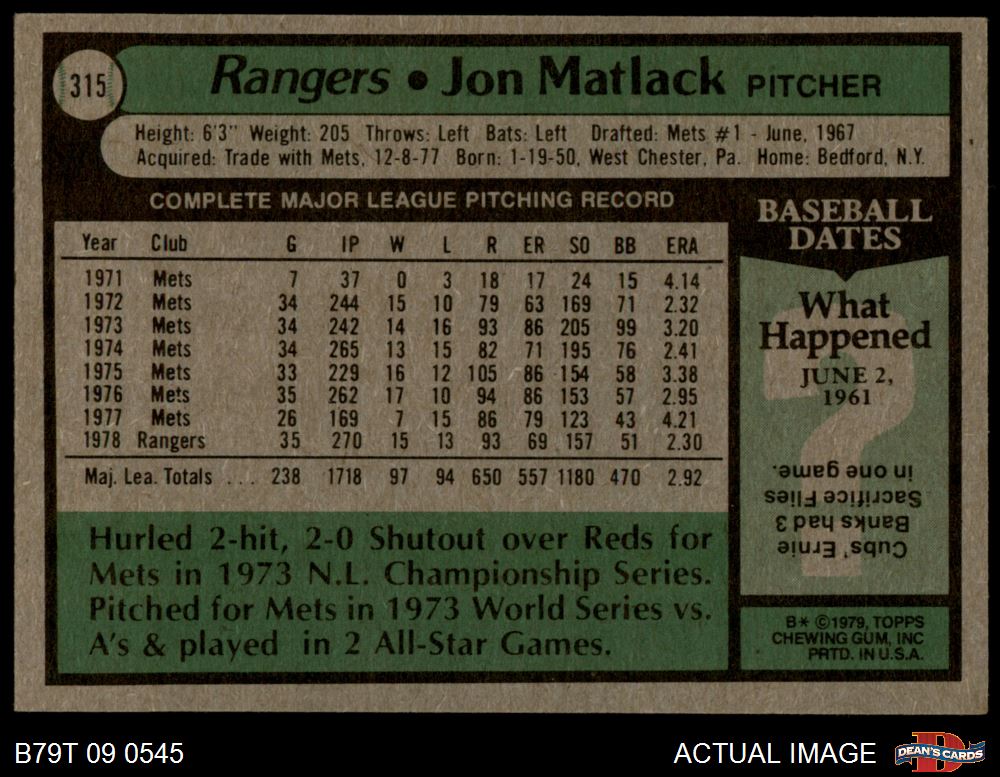 315
Rangers • Jon Matlack PITCHER
Height: 6'3" Weight: 205 Throws: Left Bats: Left Drafted: Mets #1 - June, 1967
Acquired: Trade with Mets, 12-8-77 Born: 1-19-50, West Chester, Pa. Home: Bedford, N.Y.
COMPLETE MAJOR LEAGUE PITCHING RECORD
Year Club G IP W L R ER SO BB ERA
1971 Mets 7 37 0 3 18 17 24 15 4.14
1972 Mets 34 244 15 10 79 63 169 71 2.32
1973 Mets 34 242 14 16 93 86 205 99 3.20
1974 Mets 34 265 13 15 82 71 195 76 2.41
1975 Mets 33 229 16 12 105 86 154 58 3.38
1976 Mets 35 262 17 10 94 86 153 57 2.95
1977 Mets 26 169 7 15 86 79 123 43 4.21
1978 Rangers 35 270 15 13 93 69 157 51 2.30
Maj. Lea. Totals . . . 238 1718 97 94 650 557 1180 470 2.92
Hurled 2-hit, 2-0 Shutout over Reds for
Mets in 1973 N.L. Championship Series.
Pitched for Mets in 1973 World Series vs.
A's & played in 2 All-Star Games.
BASEBALL
DATES
What
Happened
JUNE 2,
1961
?
Cubs' Ernie
Banks had 3
Sacrifice Flies
in one game.
B* ©1979, TOPPS
CHEWING GUM, INC
PRTD. IN U.S.A.
B79T 09 0545
ACTUAL IMAGE
D
DEAN'S CARDS